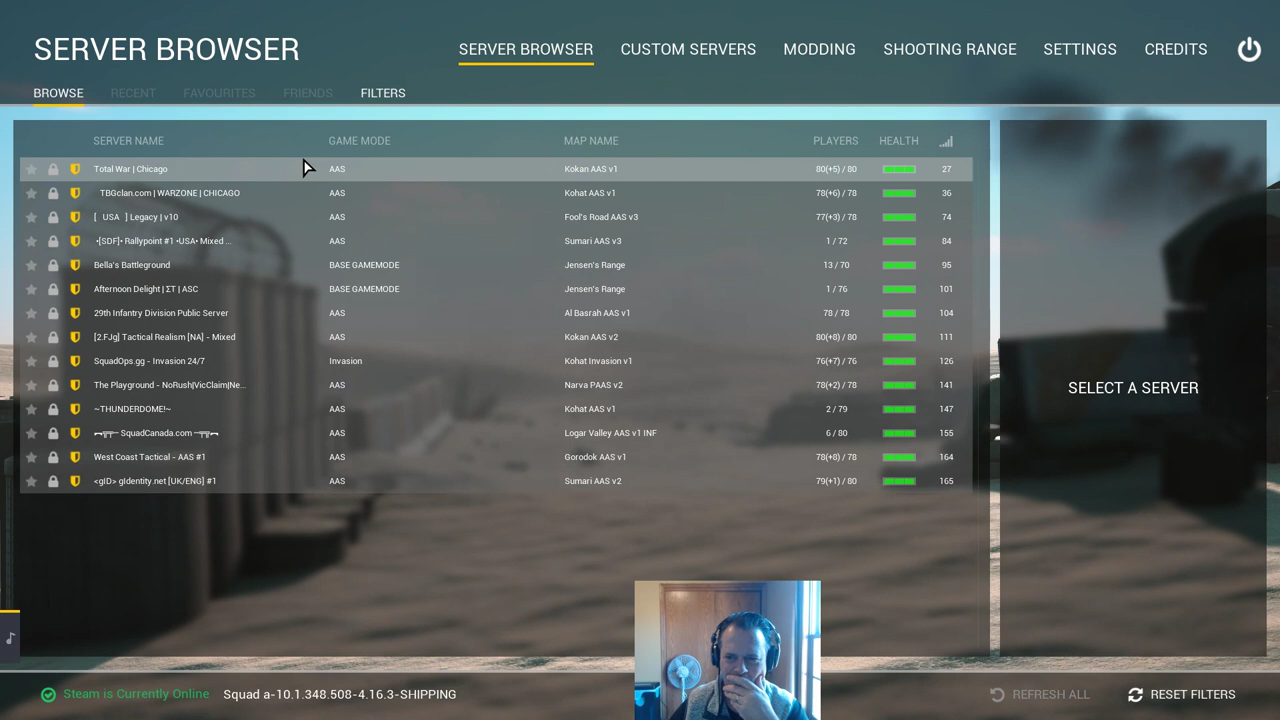 SERVER BROWSER
SERVER BROWSER CUSTOM SERVERS MODDING SHOOTING RANGE SETTINGS CREDITS
BROWSE RECENT FAVOURITES FRIENDS FILTERS
SERVER NAME GAME MODE MAP NAME PLAYERS HEALTH
Total War | Chicago AAS Kokan AAS v1 80(+5) / 80 27
TBGclan.com | WARZONE | CHICAGO AAS Kohat AAS v1 78(+6) / 78 36
[ USA ] Legacy | v10 AAS Fool's Road AAS v3 77(+3) / 78 74
•[SDF]• Rallypoint #1 •USA• Mixed ... AAS Sumari AAS v3 1 / 72 84
Bella's Battleground BASE GAMEMODE Jensen's Range 13 / 70 95
Afternoon Delight | ΣT | ASC BASE GAMEMODE Jensen's Range 1 / 76 101
29th Infantry Division Public Server AAS Al Basrah AAS v1 78 / 78 104
[2.FJg] Tactical Realism [NA] - Mixed AAS Kokan AAS v2 80(+8) / 80 111
SquadOps.gg - Invasion 24/7 Invasion Kohat Invasion v1 76(+7) / 76 126
The Playground - NoRush|VicClaim|Ne... AAS Narva PAAS v2 78(+2) / 78 141
~THUNDERDOME!~ AAS Kohat AAS v1 2 / 79 147
SquadCanada.com AAS Logar Valley AAS v1 INF 6 / 80 155
West Coast Tactical - AAS #1 AAS Gorodok AAS v1 78(+8) / 78 164
<gID> gIdentity.net [UK/ENG] #1 AAS Sumari AAS v2 79(+1) / 80 165
SELECT A SERVER
Steam is Currently Online Squad a-10.1.348.508-4.16.3-SHIPPING REFRESH ALL RESET FILTERS